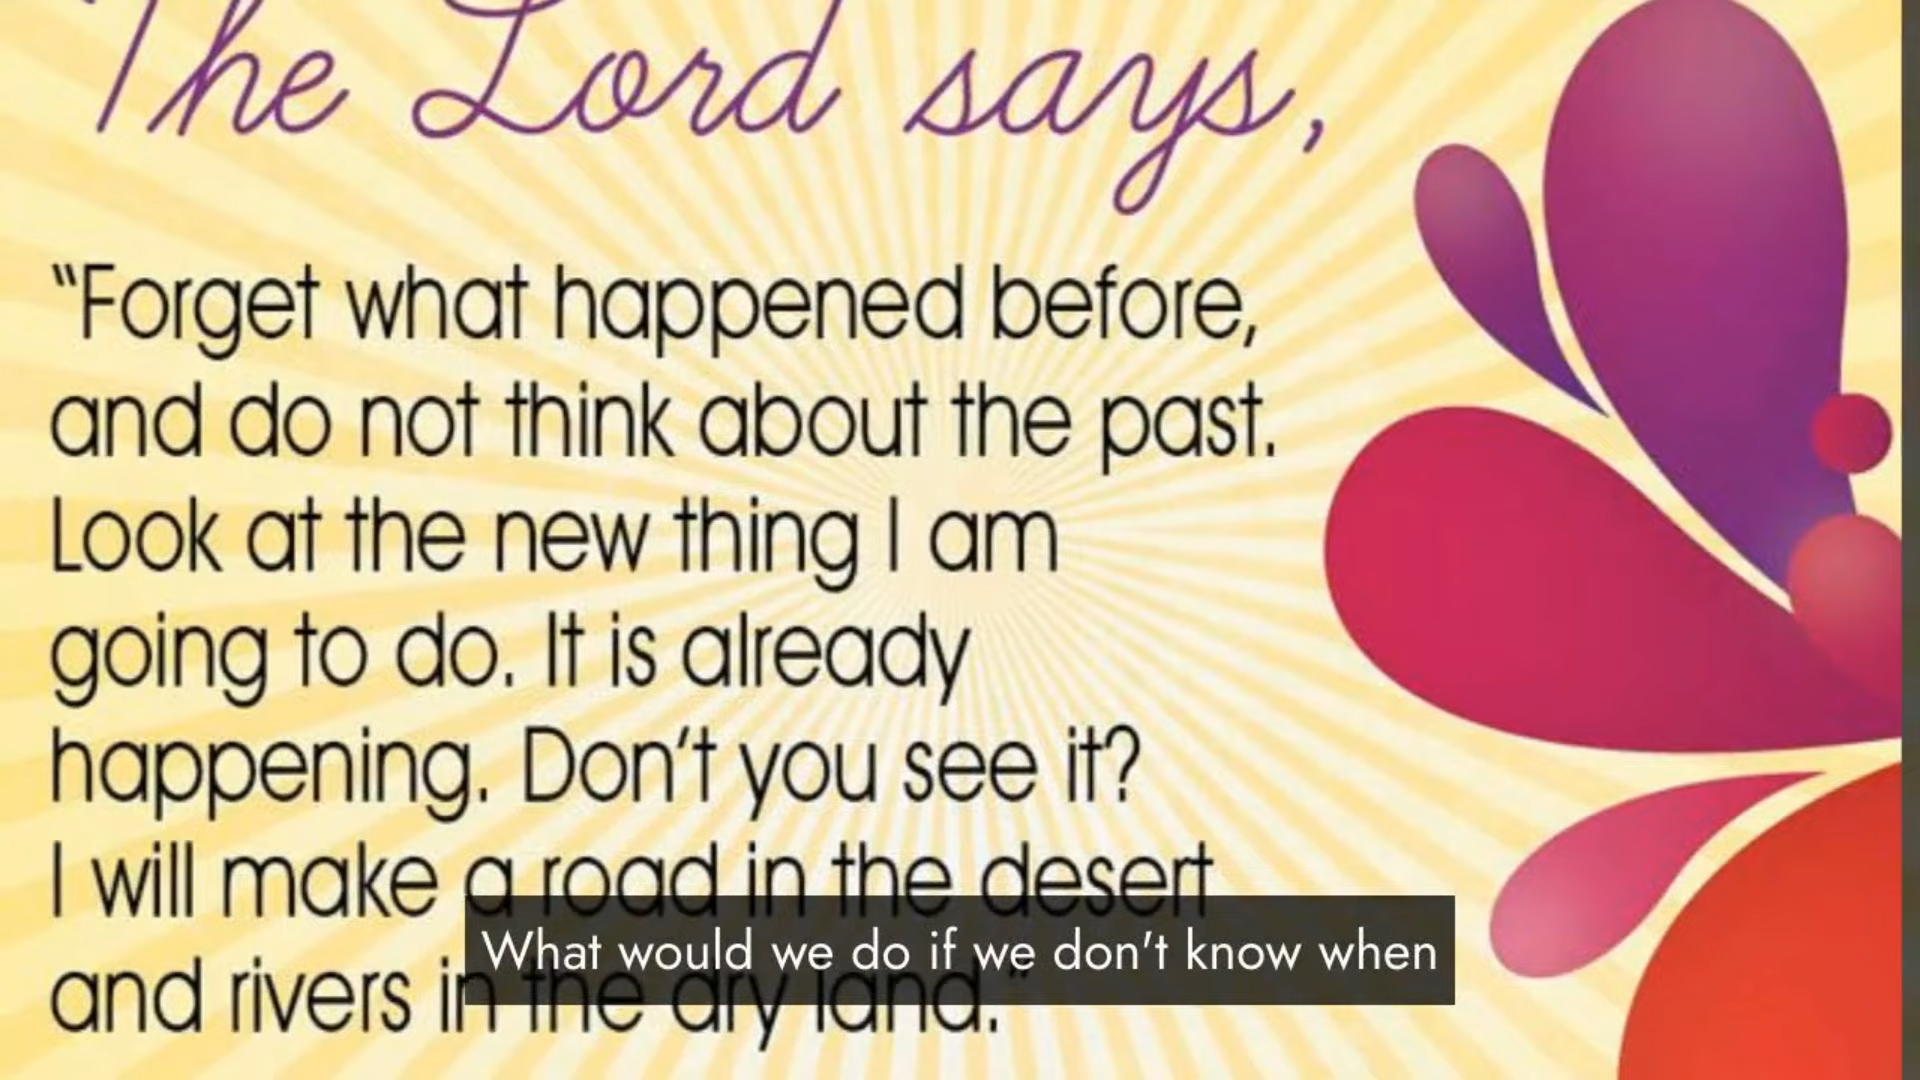 The Lord says,
“Forget what happened before,
and do not think about the past.
Look at the new thing I am
going to do. It is already
happening. Don’t you see it?
I will make a road in the desert
and rivers in the dry land.”
What would we do if we don't know when